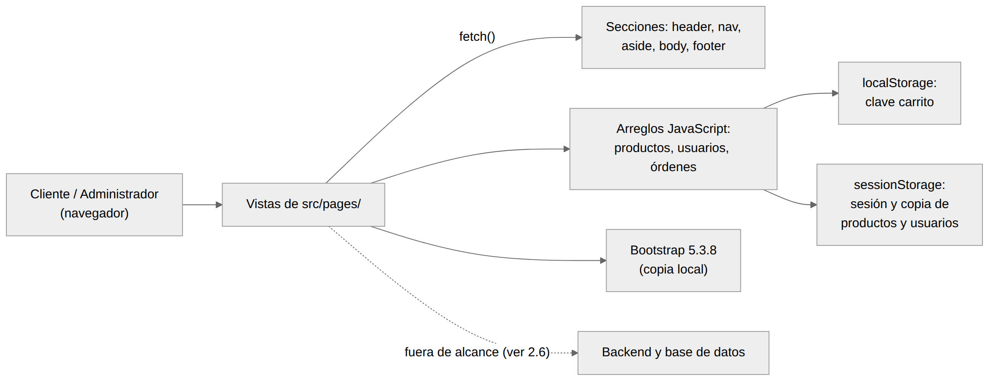 Cliente / Administrador
(navegador)
Vistas de src/pages/
fetch()
Secciones: header, nav,
aside, body, footer
Arreglos JavaScript:
productos, usuarios,
órdenes
localStorage:
clave carrito
sessionStorage:
sesión y copia de
productos y usuarios
Bootstrap 5.3.8
(copia local)
fuera de alcance (ver 2.6)
Backend y base de datos